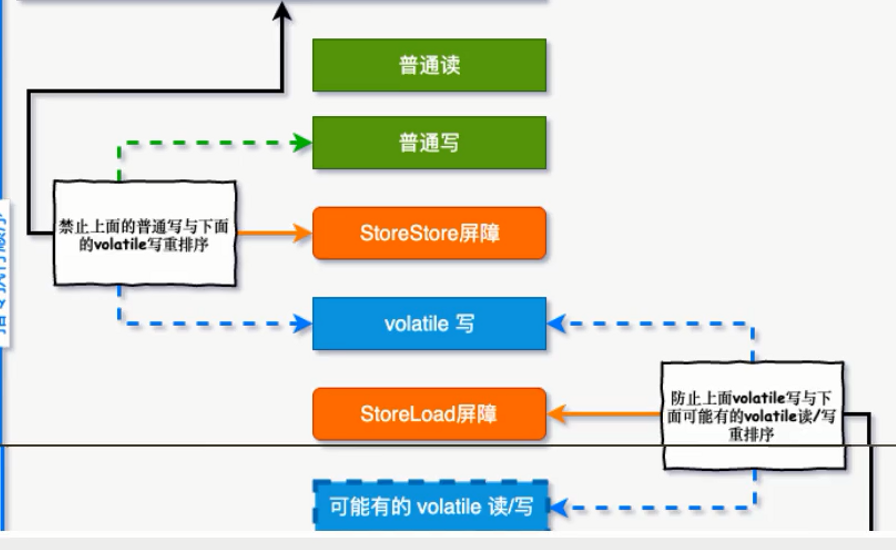 普通读
普通写
禁止上面的普通写与下面
的volatile写重排序
StoreStore屏障
volatile 写
防止上面volatile写与下
面可能有的volatile读/写
重排序
StoreLoad屏障
可能有的 volatile 读/写